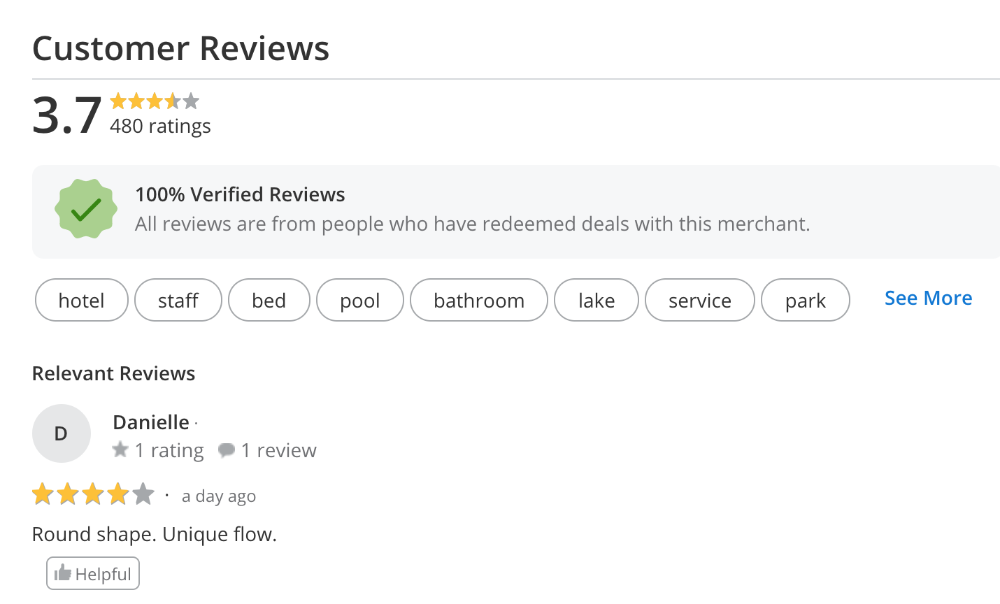 Customer Reviews
3.7
480 ratings
100% Verified Reviews
All reviews are from people who have redeemed deals with this merchant.
hotel staff bed pool bathroom lake service park See More
Relevant Reviews
D
Danielle ·
1 rating 1 review
· a day ago
Round shape. Unique flow.
Helpful